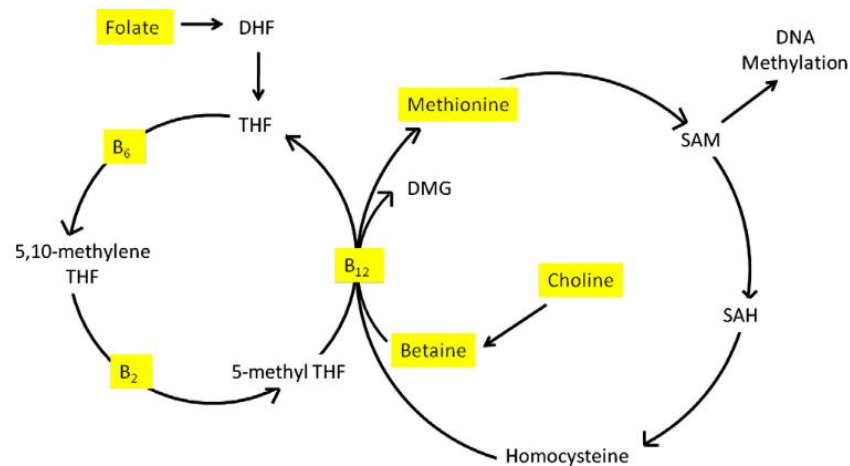 Folate
DHF
DNA
Methylation
Methionine
THF
SAM
B₆
DMG
5,10-methylene
THF
B₁₂
Choline
SAH
Betaine
B₂
5-methyl THF
Homocysteine